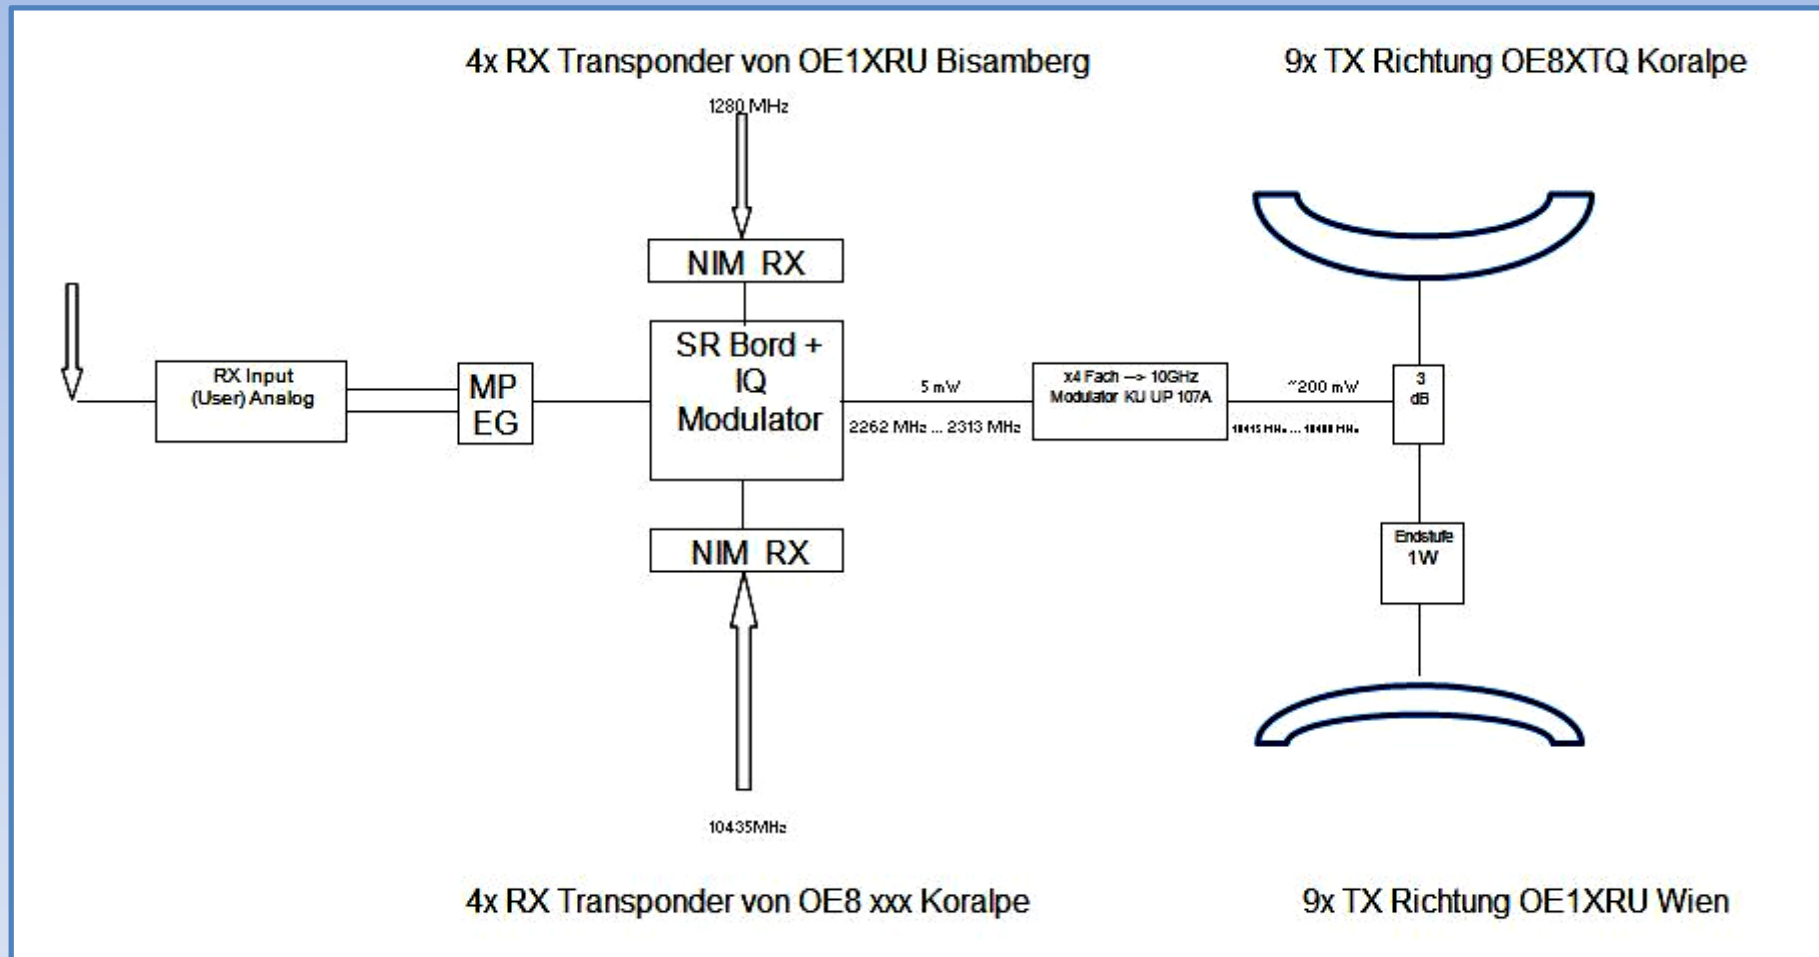 4x RX Transponder von OE1XRU Bisamberg
9x TX Richtung OE8XTQ Koralpe
1280 MHz
NIM RX
RX Input
(User) Analog
MP
EG
SR Bord +
IQ
Modulator
5 mW
2262 MHz ... 2313 MHz
x4 Fach --> 10GHz
Modulator KU UP 107A
~200 mW
MHz ... MHz
3
dB
NIM RX
Endstufe
1W
10435MHz
4x RX Transponder von OE8 xxx Koralpe
9x TX Richtung OE1XRU Wien